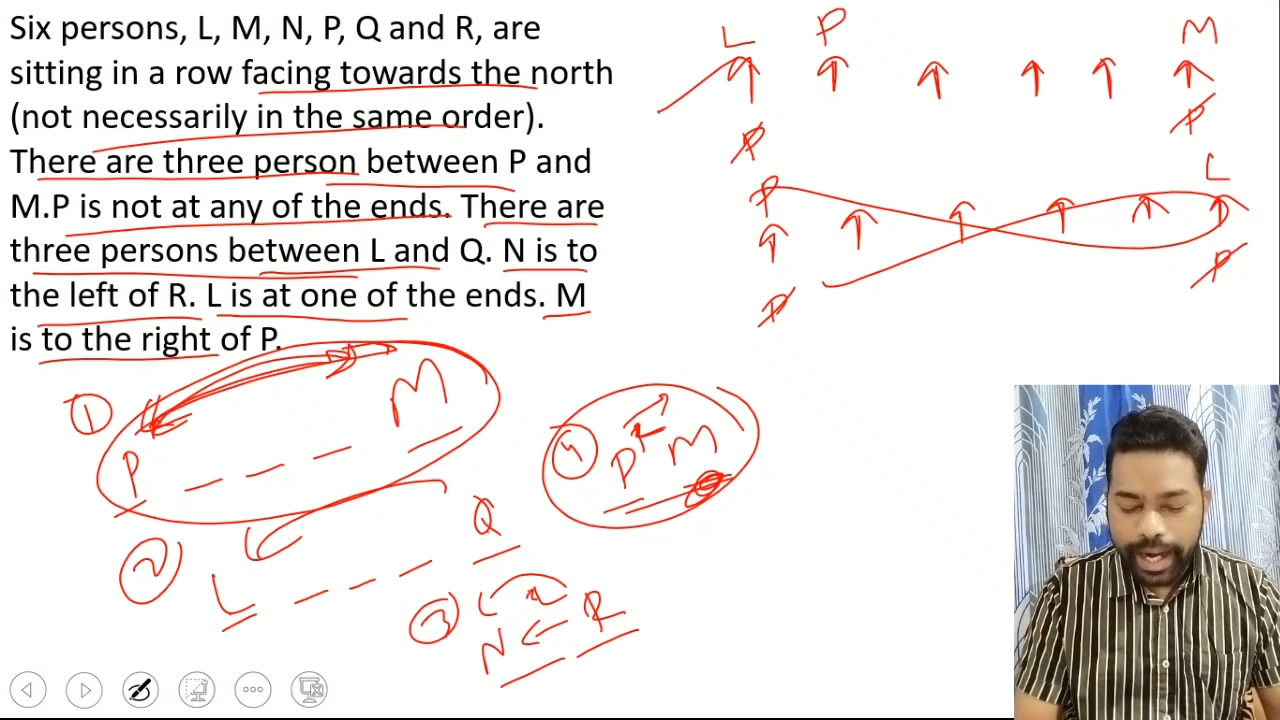 Six persons, L, M, N, P, Q and R, are
sitting in a row facing towards the north
(not necessarily in the same order).
There are three person between P and
M.P is not at any of the ends. There are
three persons between L and Q. N is to
the left of R. L is at one of the ends. M
is to the right of P.
L P M
P P
P L
P P
1 P M
2 L Q
3 N R
4 P M